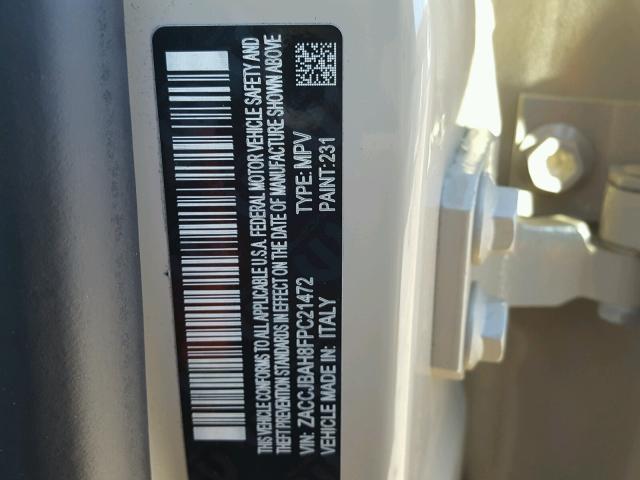 THIS VEHICLE CONFORMS TO ALL APPLICABLE U.S.A. FEDERAL MOTOR VEHICLE SAFETY AND
THEFT PREVENTION STANDARDS IN EFFECT ON THE DATE OF MANUFACTURE SHOWN ABOVE
VIN: ZACCJBAH8FPC21472 TYPE: MPV
VEHICLE MADE IN: ITALY PAINT: 231